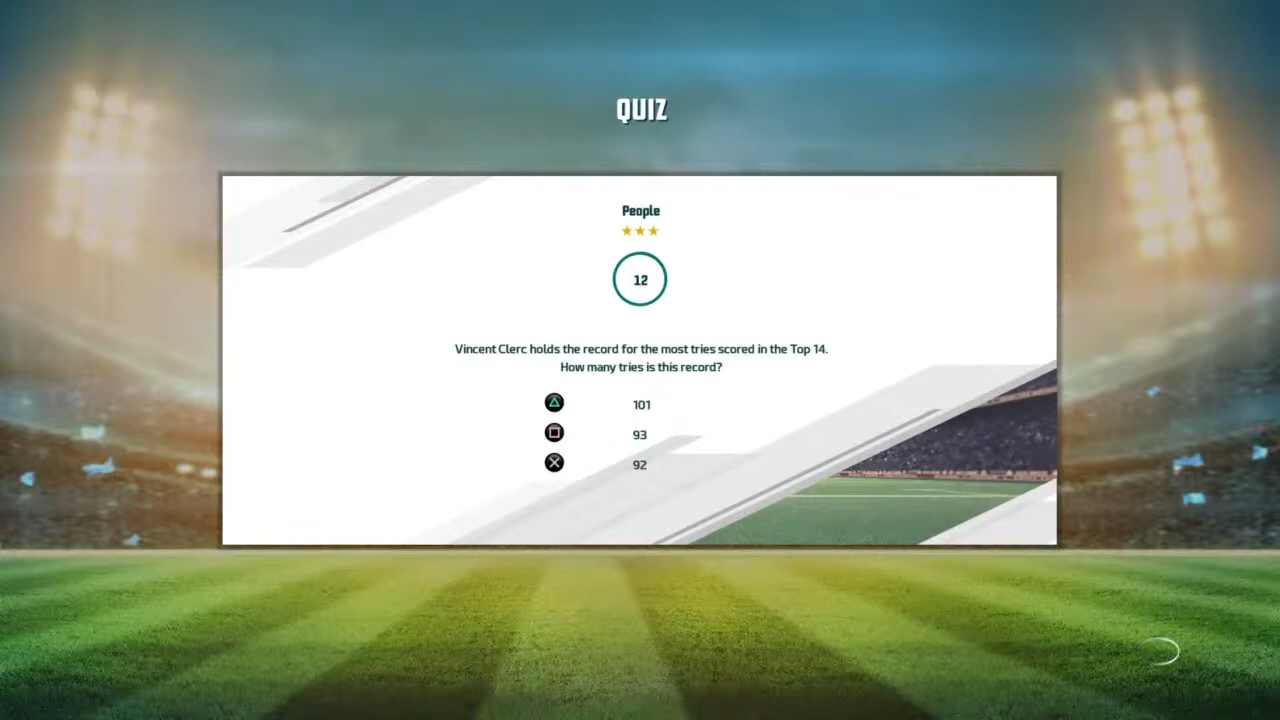 QUIZ
People
12
Vincent Clerc holds the record for the most tries scored in the Top 14.
How many tries is this record?
101
93
92